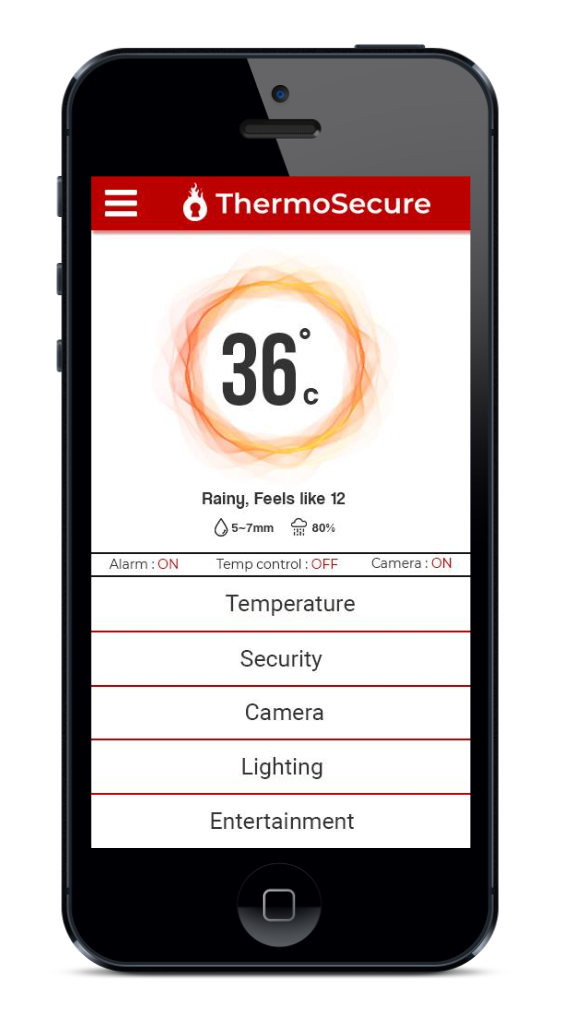 ThermoSecure
36°c
Rainy, Feels like 12
5~7mm 80%
Alarm : ON Temp control : OFF Camera : ON
Temperature
Security
Camera
Lighting
Entertainment